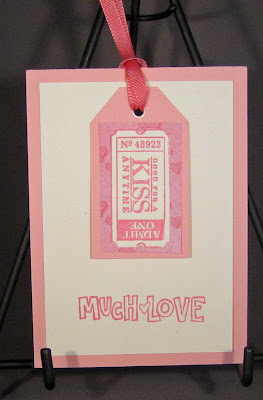 Nº 48923
GOOD FOR A
KISS
ANYTIME
ADMIT
ONE
MUCH LOVE